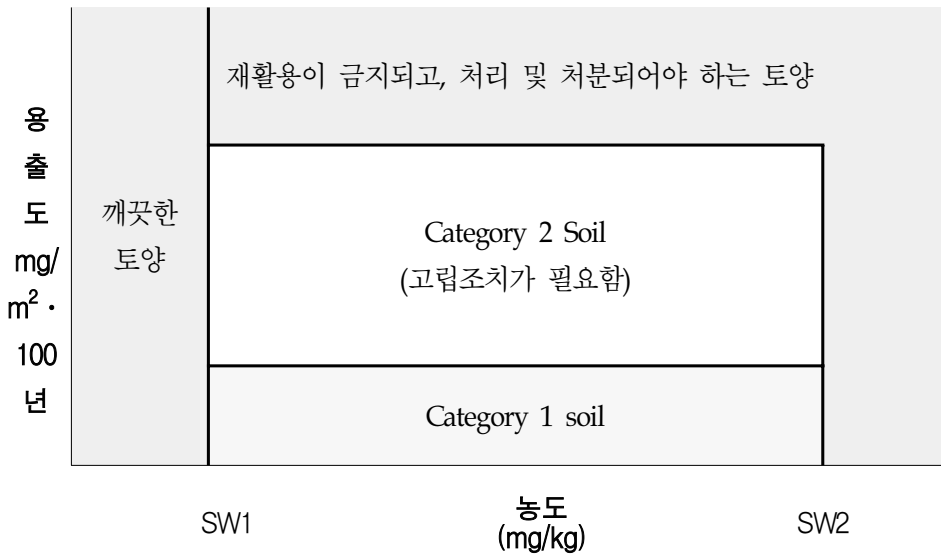 재활용이 금지되고, 처리 및 처분되어야 하는 토양
용
출
도
mg/
m²·
100
년
깨끗한
토양
Category 2 Soil
(고립조치가 필요함)
Category 1 soil
SW1
농도
(mg/kg)
SW2